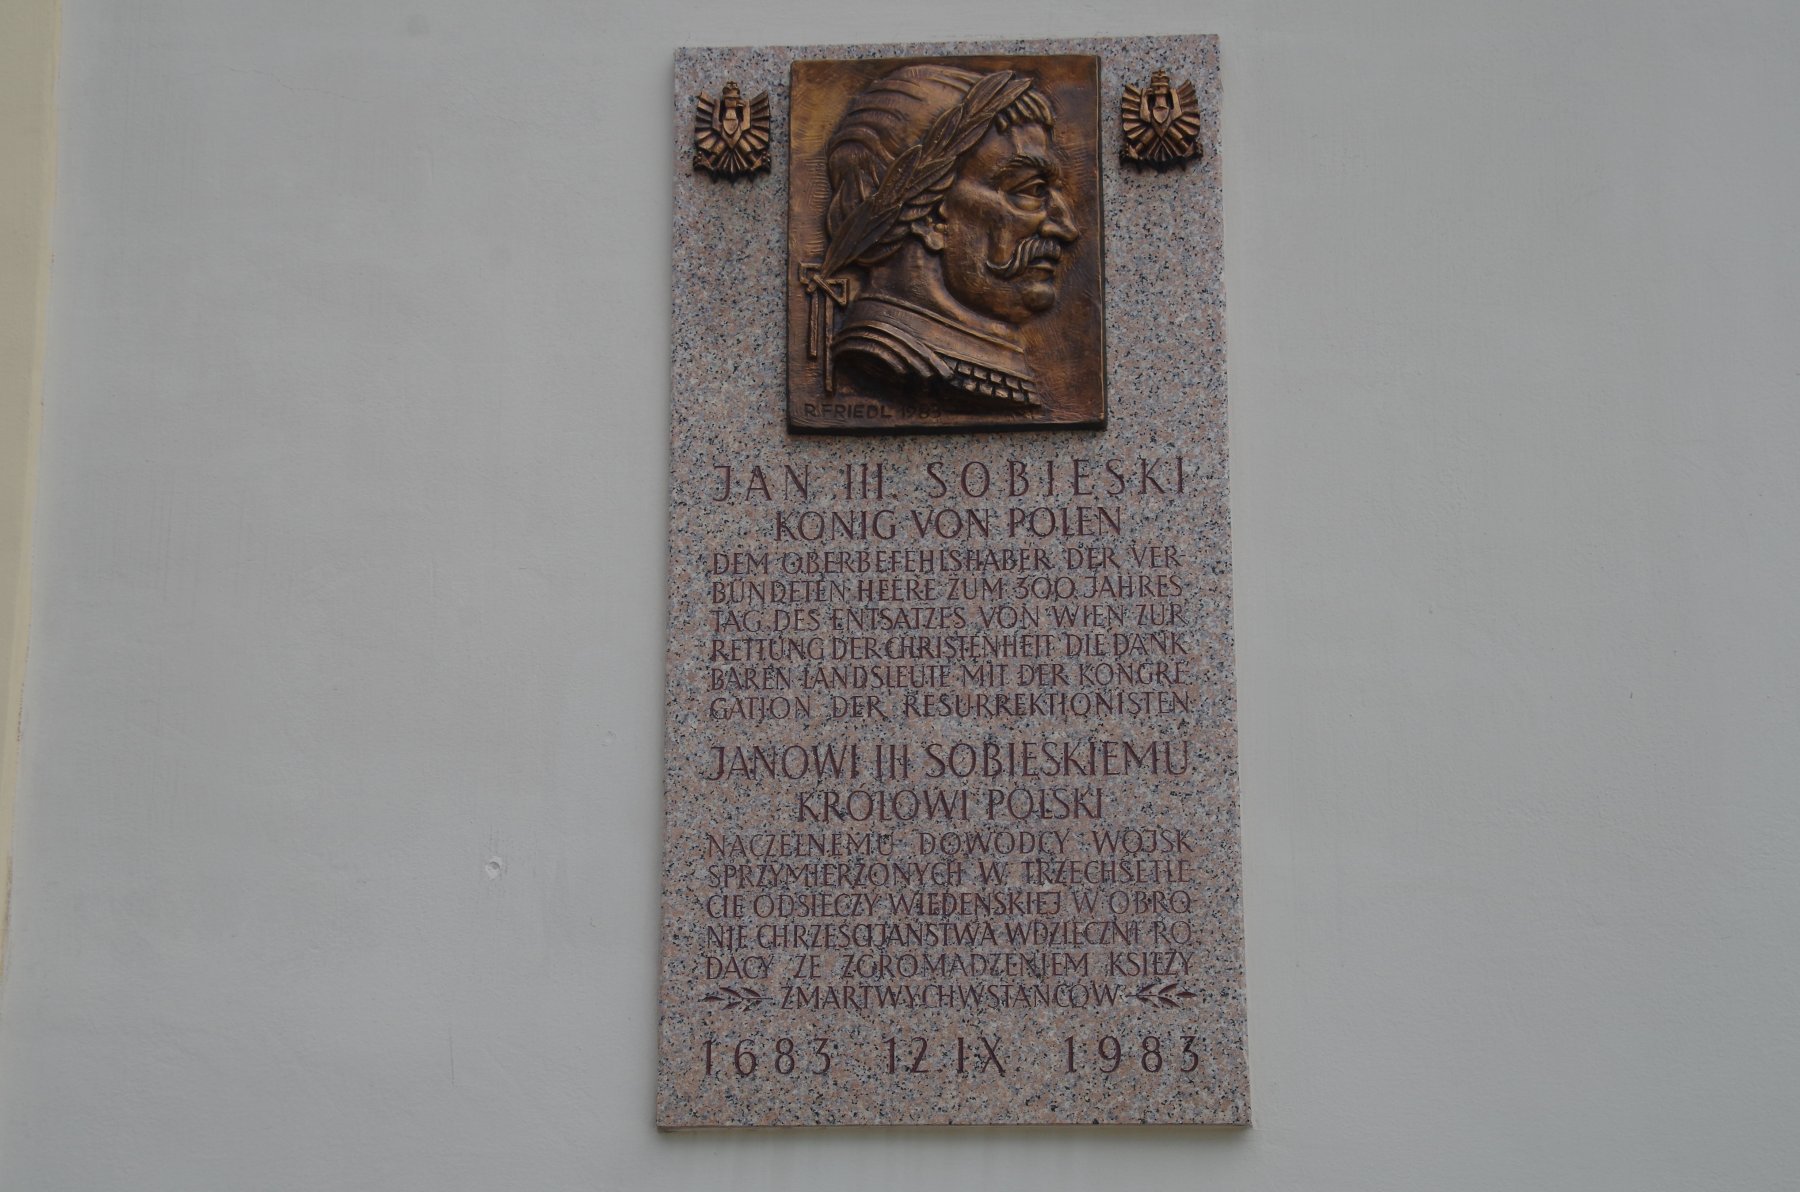 R. FRIEDL 1983
JAN III. SOBIESKI
KÖNIG VON POLEN
DEM OBERBEFEHLSHABER DER VER
BÜNDETEN HEERE ZUM 300. JAHRES
TAG DES ENTSATZES VON WIEN ZUR
RETTUNG DER CHRISTENHEIT DIE DANK
BAREN LANDSLEUTE MIT DER KONGRE
GATION DER RESURREKTIONISTEN
JANOWI III SOBIESKIEMU
KRÓLOWI POLSKI
NACZELNEMU DOWÓDCY WOJSK
SPRZYMIERZONYCH W TRZECHSETLE
CIE ODSIECZY WIEDEŃSKIEJ W OBRO
NIE CHRZEŚCIJAŃSTWA WDZIĘCZNI RO
DACY ZE ZGROMADZENIEM KSIĘŻY
ZMARTWYCHWSTAŃCÓW
1683 12.IX. 1983